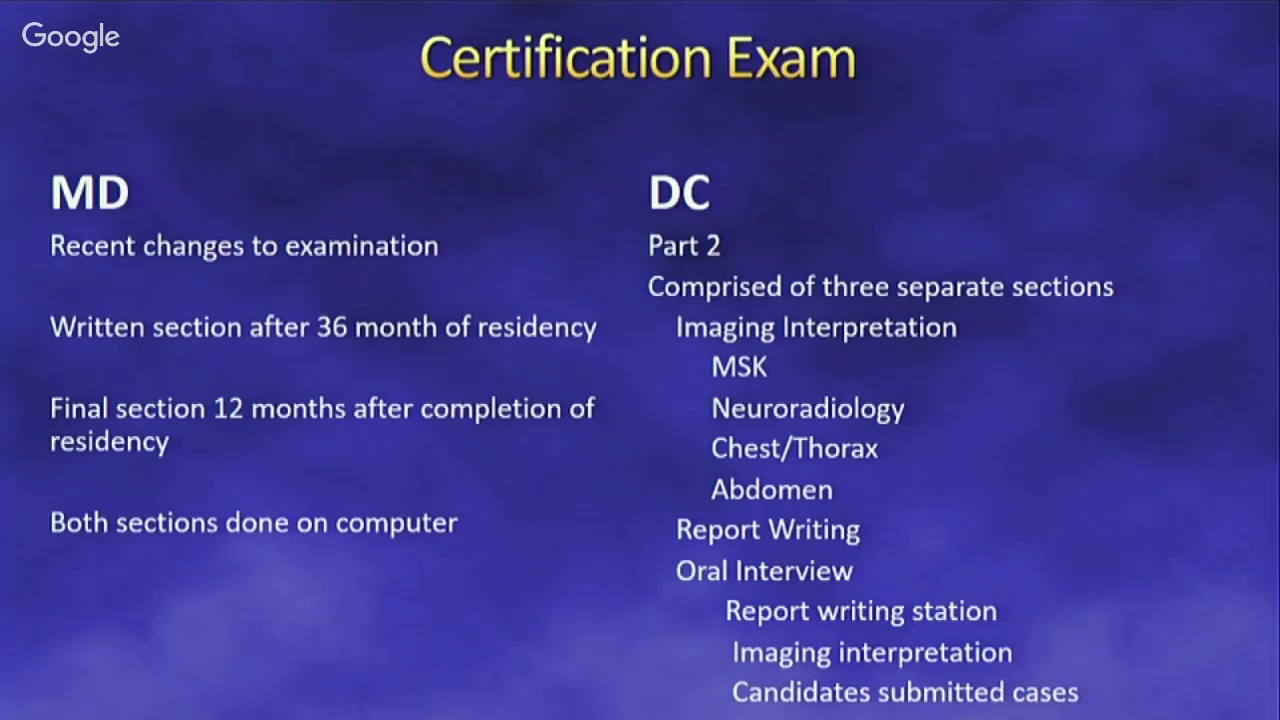 Google
Certification Exam
MD
Recent changes to examination
Written section after 36 month of residency
Final section 12 months after completion of
residency
Both sections done on computer
DC
Part 2
Comprised of three separate sections
Imaging Interpretation
MSK
Neuroradiology
Chest/Thorax
Abdomen
Report Writing
Oral Interview
Report writing station
Imaging interpretation
Candidates submitted cases